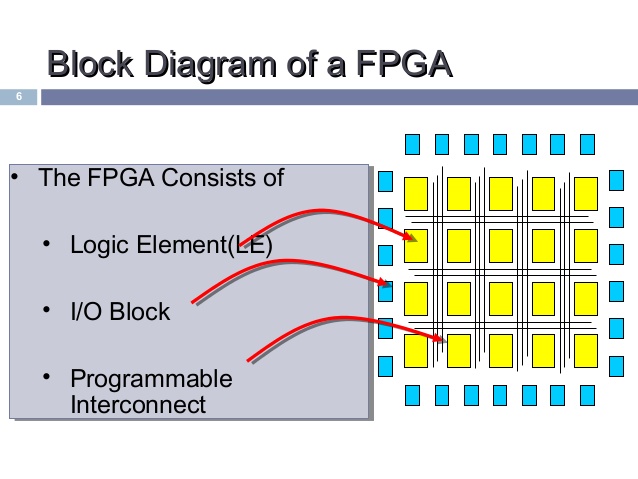 Block Diagram of a FPGA
6
• The FPGA Consists of
• Logic Element(LE)
• I/O Block
• Programmable
Interconnect